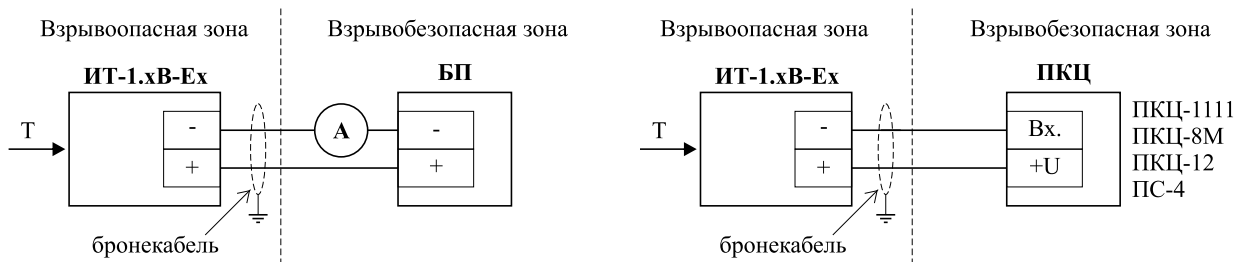 Взрывоопасная зона
Взрывобезопасная зона
ИТ-1.хВ-Ех
БП
Т
-
+
А
-
+
бронекабель
Взрывоопасная зона
Взрывобезопасная зона
ИТ-1.хВ-Ех
ПКЦ
Т
-
+
Вх.
+U
ПКЦ-1111
ПКЦ-8М
ПКЦ-12
ПС-4
бронекабель